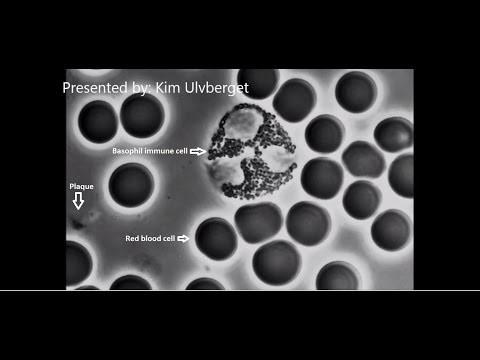 Presented by: Kim Ulvberget
Basophil immune cell
Plaque
Red blood cell